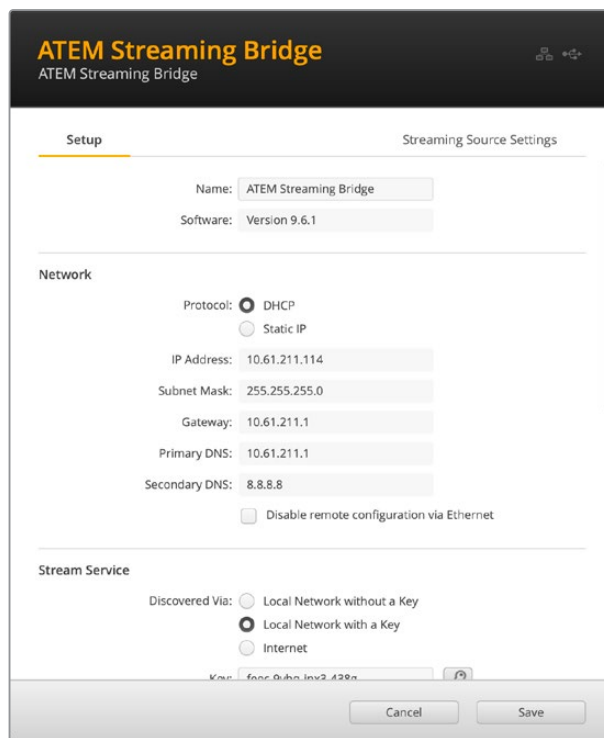 ATEM Streaming Bridge
ATEM Streaming Bridge
Setup
Streaming Source Settings
Name: ATEM Streaming Bridge
Software: Version 9.6.1
Network
Protocol: DHCP
Static IP
IP Address: 10.61.211.114
Subnet Mask: 255.255.255.0
Gateway: 10.61.211.1
Primary DNS: 10.61.211.1
Secondary DNS: 8.8.8.8
Disable remote configuration via Ethernet
Stream Service
Discovered Via: Local Network without a Key
Local Network with a Key
Internet
Key:
Cancel
Save